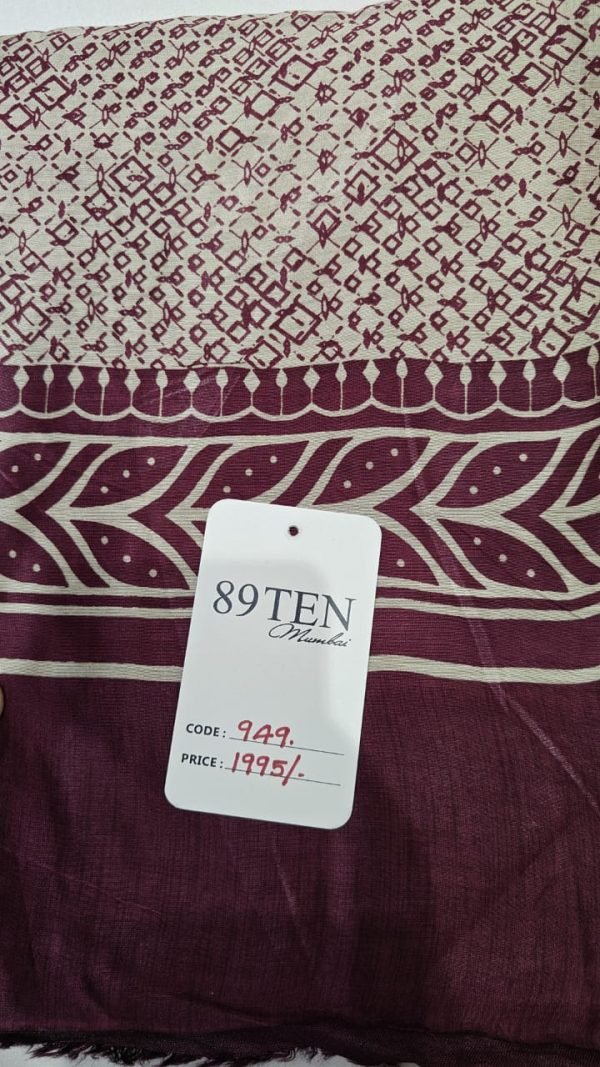 89TEN
Mumbai
CODE: 949.
PRICE: 1995/-